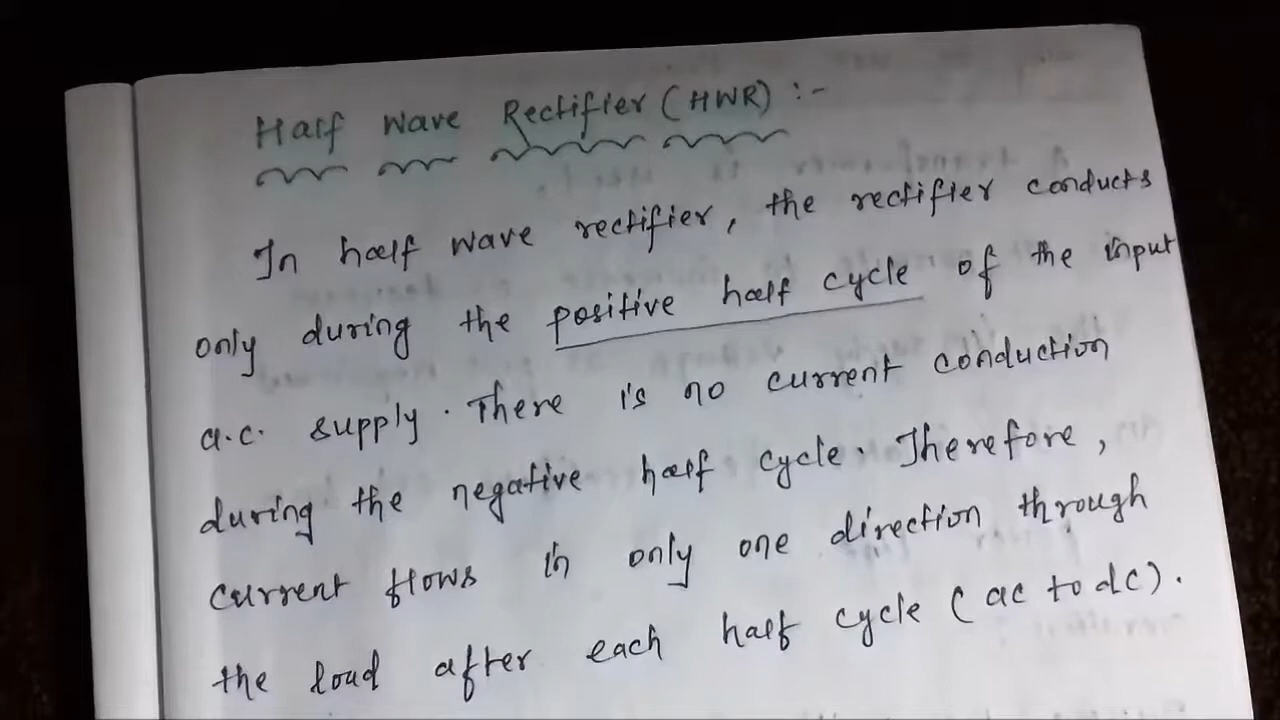 Half Wave Rectifier (HWR) :-
In half wave rectifier, the rectifier conducts
only during the positive half cycle of the input
a.c. supply. There is no current conduction
during the negative half cycle. Therefore,
current flows in only one direction through
the load after each half cycle (ac to dc).